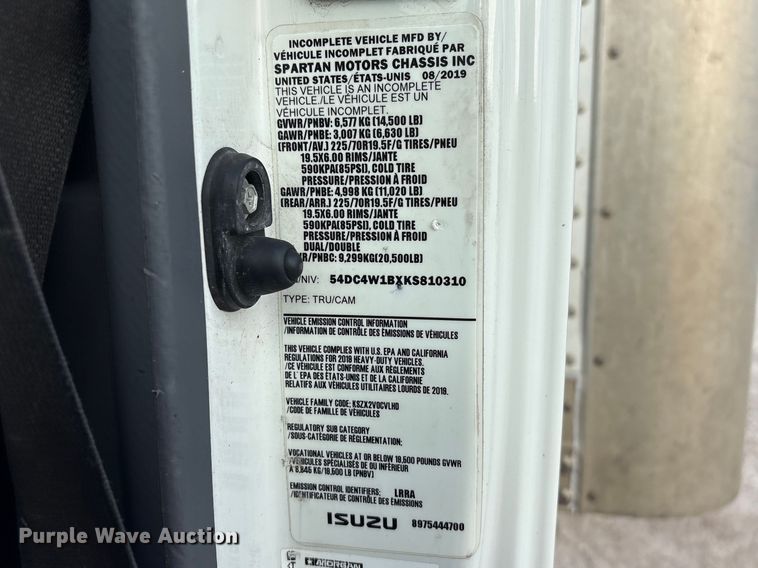 INCOMPLETE VEHICLE MFD BY/
VÉHICULE INCOMPLET FABRIQUÉ PAR
SPARTAN MOTORS CHASSIS INC
UNITED STATES/ÉTATS-UNIS 08/2019
THIS VEHICLE IS AN INCOMPLETE
VEHICLE./LE VÉHICULE EST UN
VÉHICULE INCOMPLET.
GVWR/PNBV: 6,577 KG (14,500 LB)
GAWR/PNBE: 3,007 KG (6,630 LB)
(FRONT/AV.) 225/70R19.5F/G TIRES/PNEU
19.5X6.00 RIMS/JANTE
590KPA(85PSI), COLD TIRE
PRESSURE/PRESSION À FROID
GAWR/PNBE: 4,998 KG (11,020 LB)
(REAR/ARR.) 225/70R19.5F/G TIRES/PNEU
19.5X6.00 RIMS/JANTE
590KPA(85PSI), COLD TIRE
PRESSURE/PRESSION À FROID
DUAL/DOUBLE
R/PNBC: 9,299KG(20,500LB)
/NIV: 54DC4W1BXKS810310
TYPE: TRU/CAM
VEHICLE EMISSION CONTROL INFORMATION
/INFORMATION DE CONTRÔLE DES ÉMISSIONS DE VÉHICULES
THIS VEHICLE COMPLIES WITH U.S. EPA AND CALIFORNIA
REGULATIONS FOR 2019 HEAVY-DUTY VEHICLES.
/CE VÉHICULE EST CONFORME AUX RÈGLEMENTS
DE L' EPA DES ÉTATS-UNIS ET DE LA CALIFORNIE
RELATIFS AUX VÉHICULES UTILITAIRES LOURDS DE 2019.
VEHICLE FAMILY CODE: KSZX2VOCVLHD
/CODE DE FAMILLE DE VÉHICULES
REGULATORY SUB CATEGORY
/SOUS-CATÉGORIE DE RÉGLEMENTATION:
VOCATIONAL VEHICLES AT OR BELOW 19,500 POUNDS GVWR
/VÉHICULES SPÉCIALISÉS DE OU INFÉRIEUR
À 8,845 KG/19,500 LB (PNBV)
EMISSION CONTROL IDENTIFIERS: LRRA
/IDENTIFICATEUR DE CONTRÔLE DES ÉMISSIONS
ISUZU 8975444700
MORGAN
Purple Wave Auction